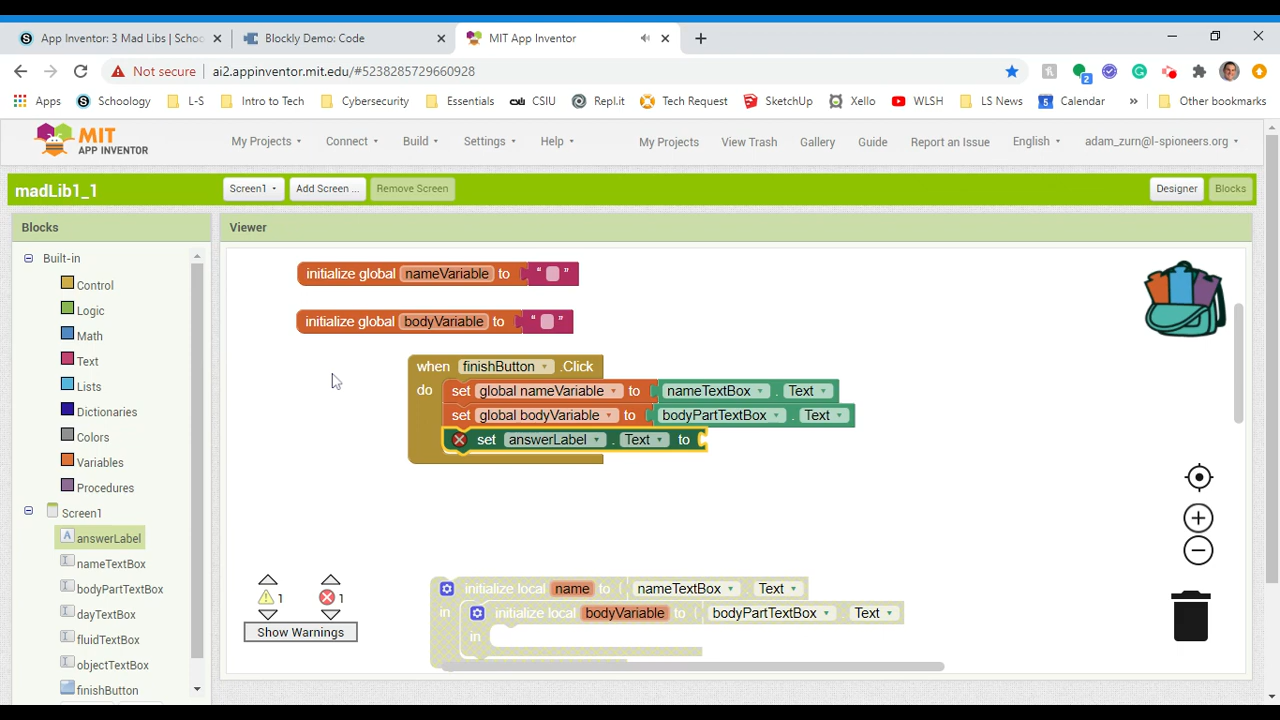 App Inventor: 3 Mad Libs | Schoo
Blockly Demo: Code
MIT App Inventor
Not secure
ai2.appinventor.mit.edu/#5238285729660928
2
Apps
Schoology
L-S
Intro to Tech
Cybersecurity
Essentials
CSIU
Repl.it
Tech Request
SketchUp
Xello
WLSH
LS News
5
Calendar
Other bookmarks
MIT
APP INVENTOR
My Projects
Connect
Build
Settings
Help
My Projects
View Trash
Gallery
Guide
Report an Issue
English
adam_zurn@l-spioneers.org
madLib1_1
Screen1
Add Screen ...
Remove Screen
Designer
Blocks
Blocks
Viewer
Built-in
Control
Logic
Math
Text
Lists
Dictionaries
Colors
Variables
Procedures
Screen1
answerLabel
nameTextBox
bodyPartTextBox
dayTextBox
fluidTextBox
objectTextBox
finishButton
initialize global nameVariable to “ ”
initialize global bodyVariable to “ ”
when finishButton .Click
do set global nameVariable to nameTextBox . Text
set global bodyVariable to bodyPartTextBox . Text
set answerLabel . Text to
initialize local name to nameTextBox . Text
in initialize local bodyVariable to bodyPartTextBox . Text
in
1 1
Show Warnings